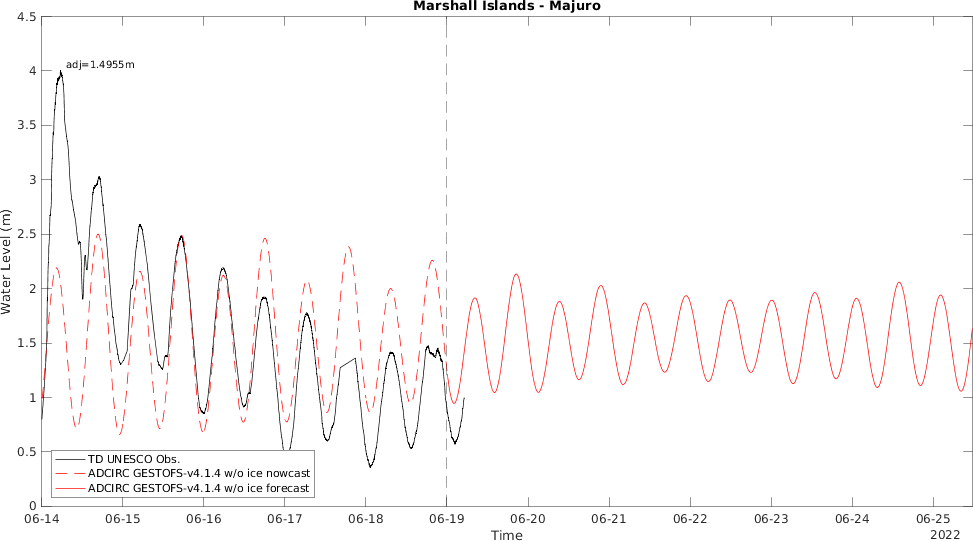 Marshall Islands - Majuro
4.5
4
3.5
3
2.5
2
1.5
1
0.5
0
Water Level (m)
adj=1.4955m
TD UNESCO Obs.
ADCIRC GESTOFS-v4.1.4 w/o ice nowcast
ADCIRC GESTOFS-v4.1.4 w/o ice forecast
06-14 06-15 06-16 06-17 06-18 06-19 06-20 06-21 06-22 06-23 06-24 06-25
Time
2022